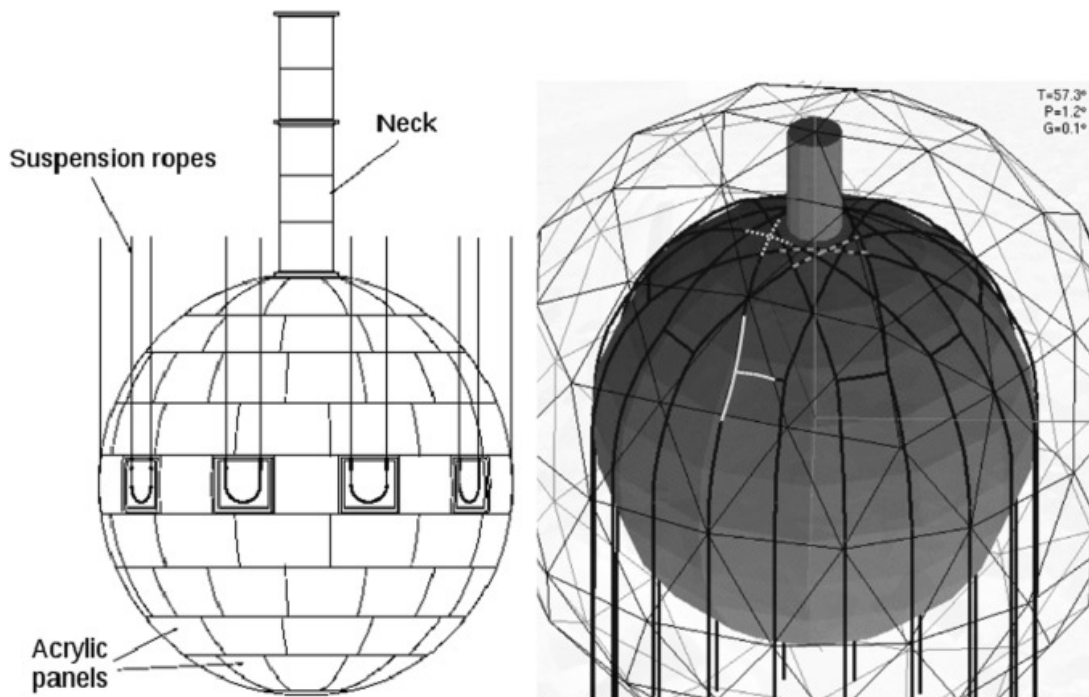 Neck
Suspension ropes
Acrylic
panels
T=57.3°
P=1.2°
G=0.1°